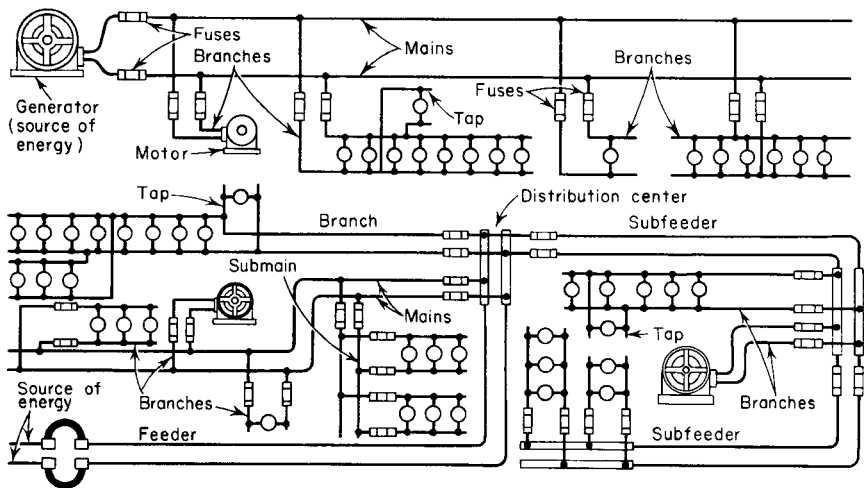 Fuses
Branches
Mains
Branches
Fuses
Tap
Generator
(source of
energy)
Motor
Tap
Distribution center
Branch
Subfeeder
Submain
Mains
Tap
Source of
energy
Branches
Branches
Feeder
Subfeeder